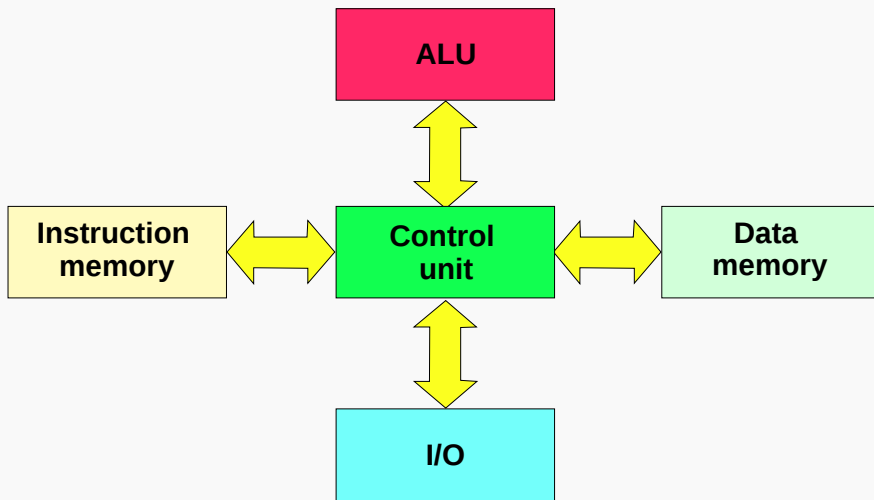 ALU
Instruction
memory
Control
unit
Data
memory
I/O